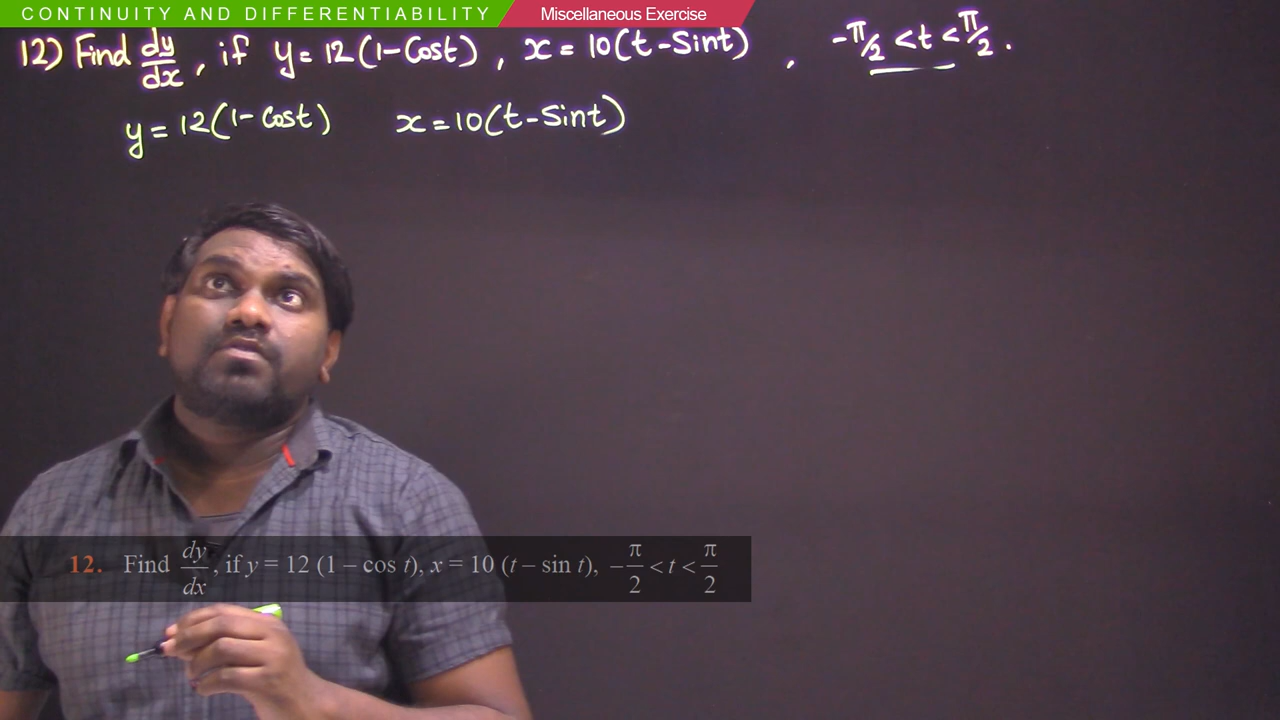 CONTINUITY AND DIFFERENTIABILITY Miscellaneous Exercise
12) Find dy/dx, if y = 12(1-Cost), x = 10(t-Sint), -π/2 < t < π/2.
y = 12(1-Cost) x = 10(t-Sint)
12. Find dy/dx, if y = 12 (1 – cos t), x = 10 (t – sin t), –π/2 < t < π/2